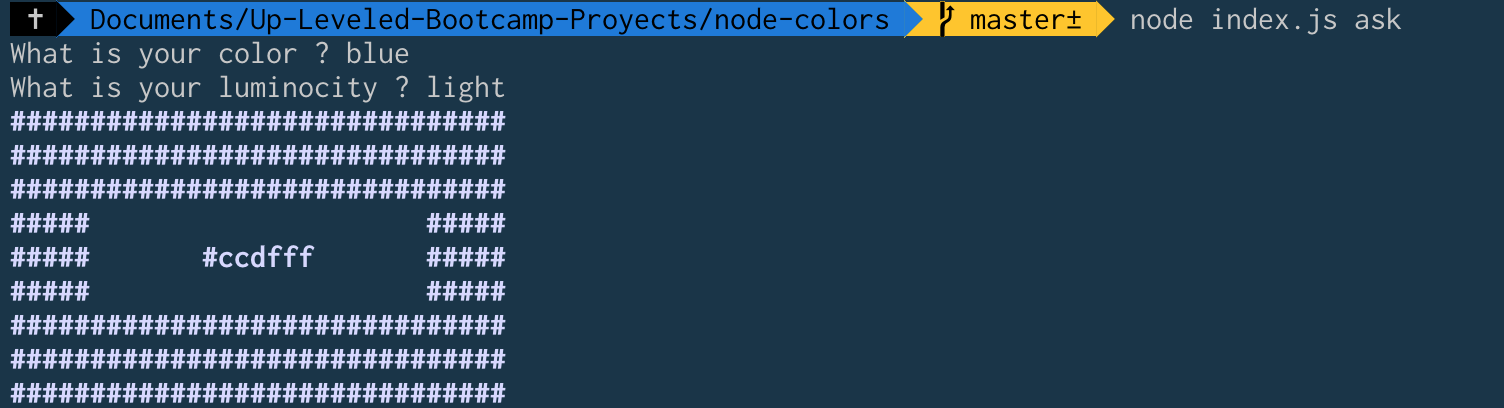 ✝ Documents/Up-Leveled-Bootcamp-Proyects/node-colors master± node index.js ask
What is your color ? blue
What is your luminocity ? light
###############################
###############################
###############################
#####                     #####
#####       #ccdfff       #####
#####                     #####
###############################
###############################
###############################